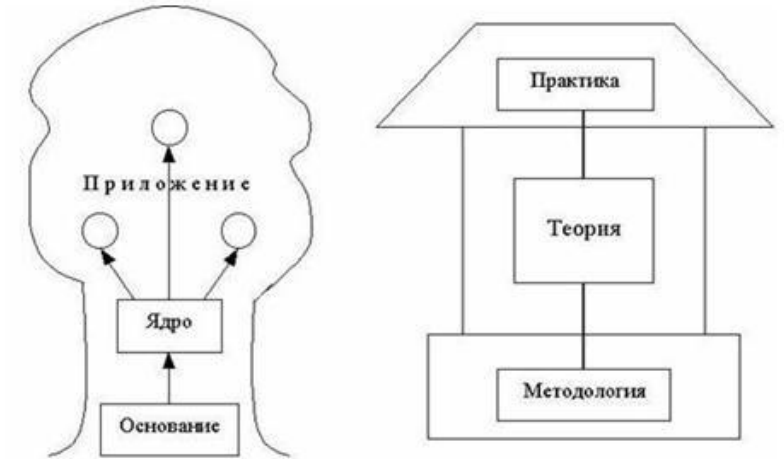 Приложение
Ядро
Основание
Практика
Теория
Методология